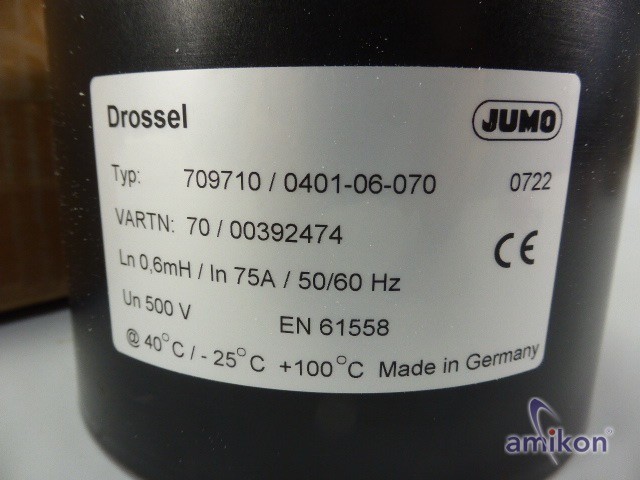 Drossel JUMO
Typ: 709710 / 0401-06-070 0722
VARTN: 70 / 00392474
CE
Ln 0,6mH / In 75A / 50/60 Hz
Un 500 V EN 61558
@ 40°C / - 25°C +100°C Made in Germany
amikon®